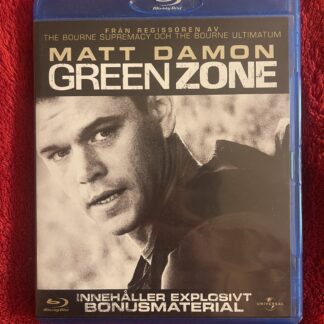 Blu-ray Disc
FRÅN REGISSÖREN AV
THE BOURNE SUPREMACY OCH THE BOURNE ULTIMATUM
MATT DAMON
GREEN ZONE
INNEHÅLLER EXPLOSIVT
BONUSMATERIAL
Blu-ray Disc
UNIVERSAL